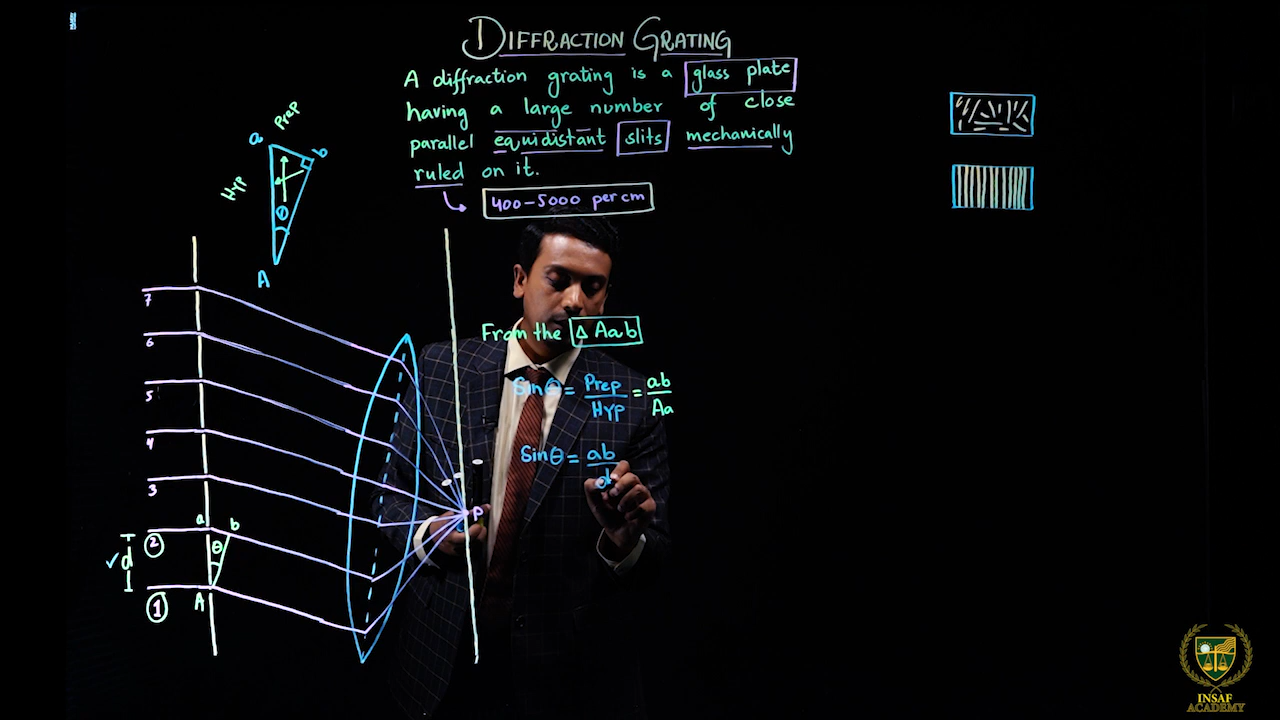 DIFFRACTION GRATING
A diffraction grating is a glass plate
having a large number of close
parallel equidistant slits mechanically
ruled on it.
400-5000 per cm
Prep
a
b
Hyp
θ
A
From the Δ Aab
Sinθ = Prep/Hyp = ab/Aa
Sinθ = ab/d
7
6
5
4
3
2
1
a
b
θ
A
d
P
INSAF
ACADEMY